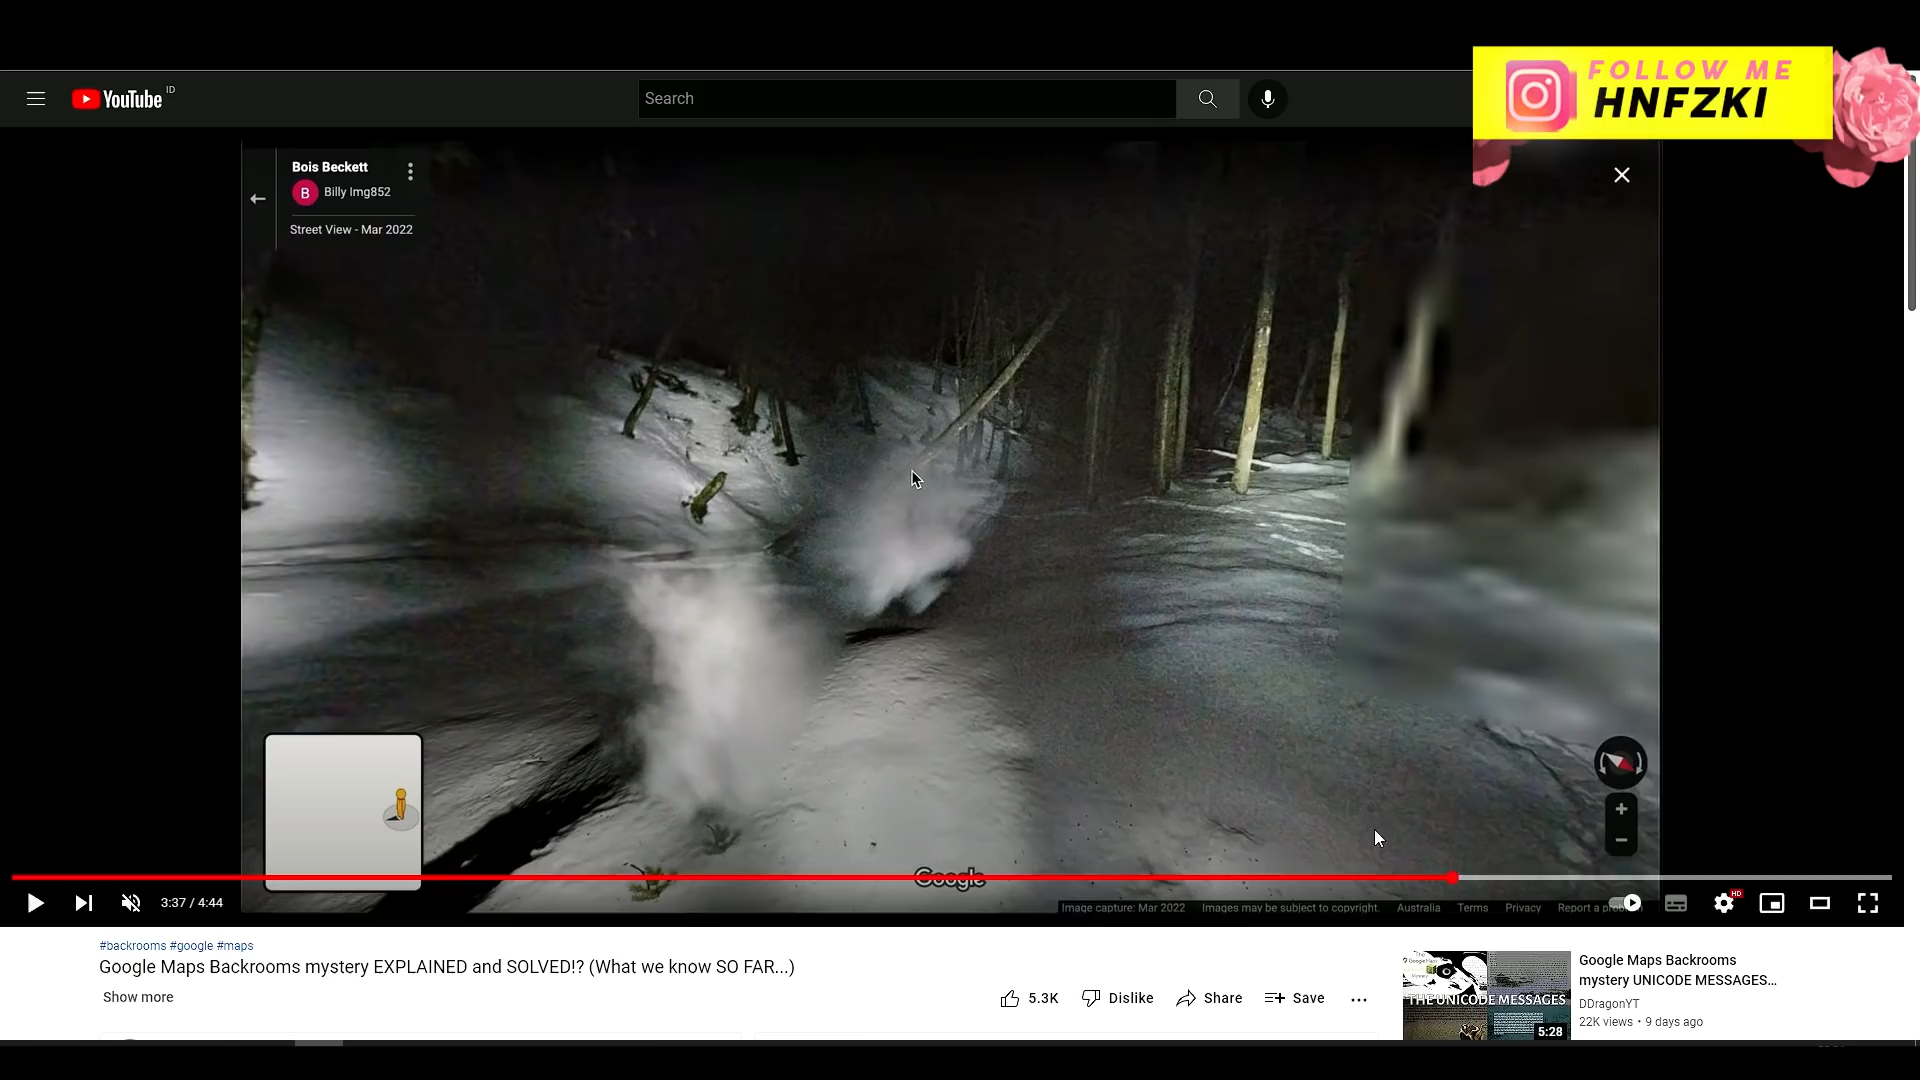 FOLLOW ME
HNFZKI
YouTube ID
Search
Bois Beckett
B Billy Img852
Street View - Mar 2022
Google
3:37 / 4:44
HD
Image capture: Mar 2022 Images may be subject to copyright. Australia Terms Privacy Report a problem
#backrooms #google #maps
Google Maps Backrooms mystery EXPLAINED and SOLVED!? (What we know SO FAR...)
Show more
5.3K Dislike Share Save
THE UNICODE MESSAGES
5:28
Google Maps Backrooms
mystery UNICODE MESSAGES...
DDragonYT
22K views • 9 days ago